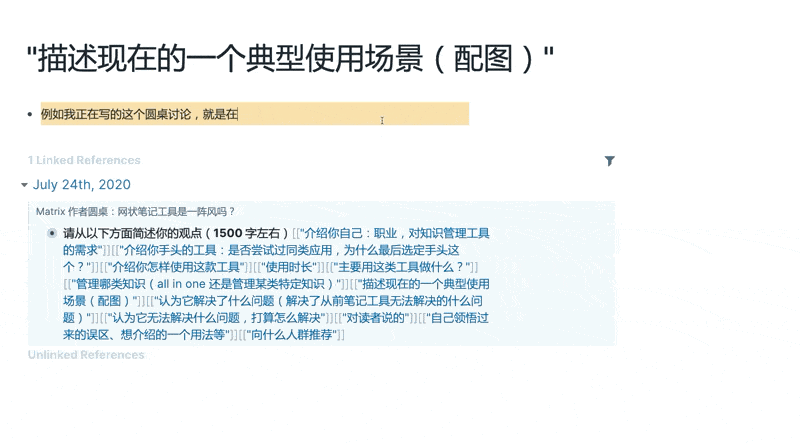 "描述现在的一个典型使用场景（配图）"
例如我正在写的这个圆桌讨论，就是在
1 Linked References
July 24th, 2020
Matrix 作者圆桌：网状笔记工具是一阵风吗？
请从以下方面简述你的观点（1500 字左右）[["介绍你自己：职业，对知识管理工具
的需求"]][["介绍你手头的工具：是否尝试过同类应用，为什么最后选定手头这
个？"]][["介绍你怎样使用这款工具"]][["使用时长"]][["主要用这类工具做什么？"]]
[["管理哪类知识（all in one 还是管理某类特定知识）"]][["描述现在的一个典型使用
场景（配图）"]][["认为它解决了什么问题（解决了从前笔记工具无法解决的什么问
题）"]][["认为它无法解决什么问题，打算怎么解决"]][["对读者说的"]][["自己领悟过
来的误区、想介绍的一个用法等"]][["向什么人群推荐"]]
Unlinked References